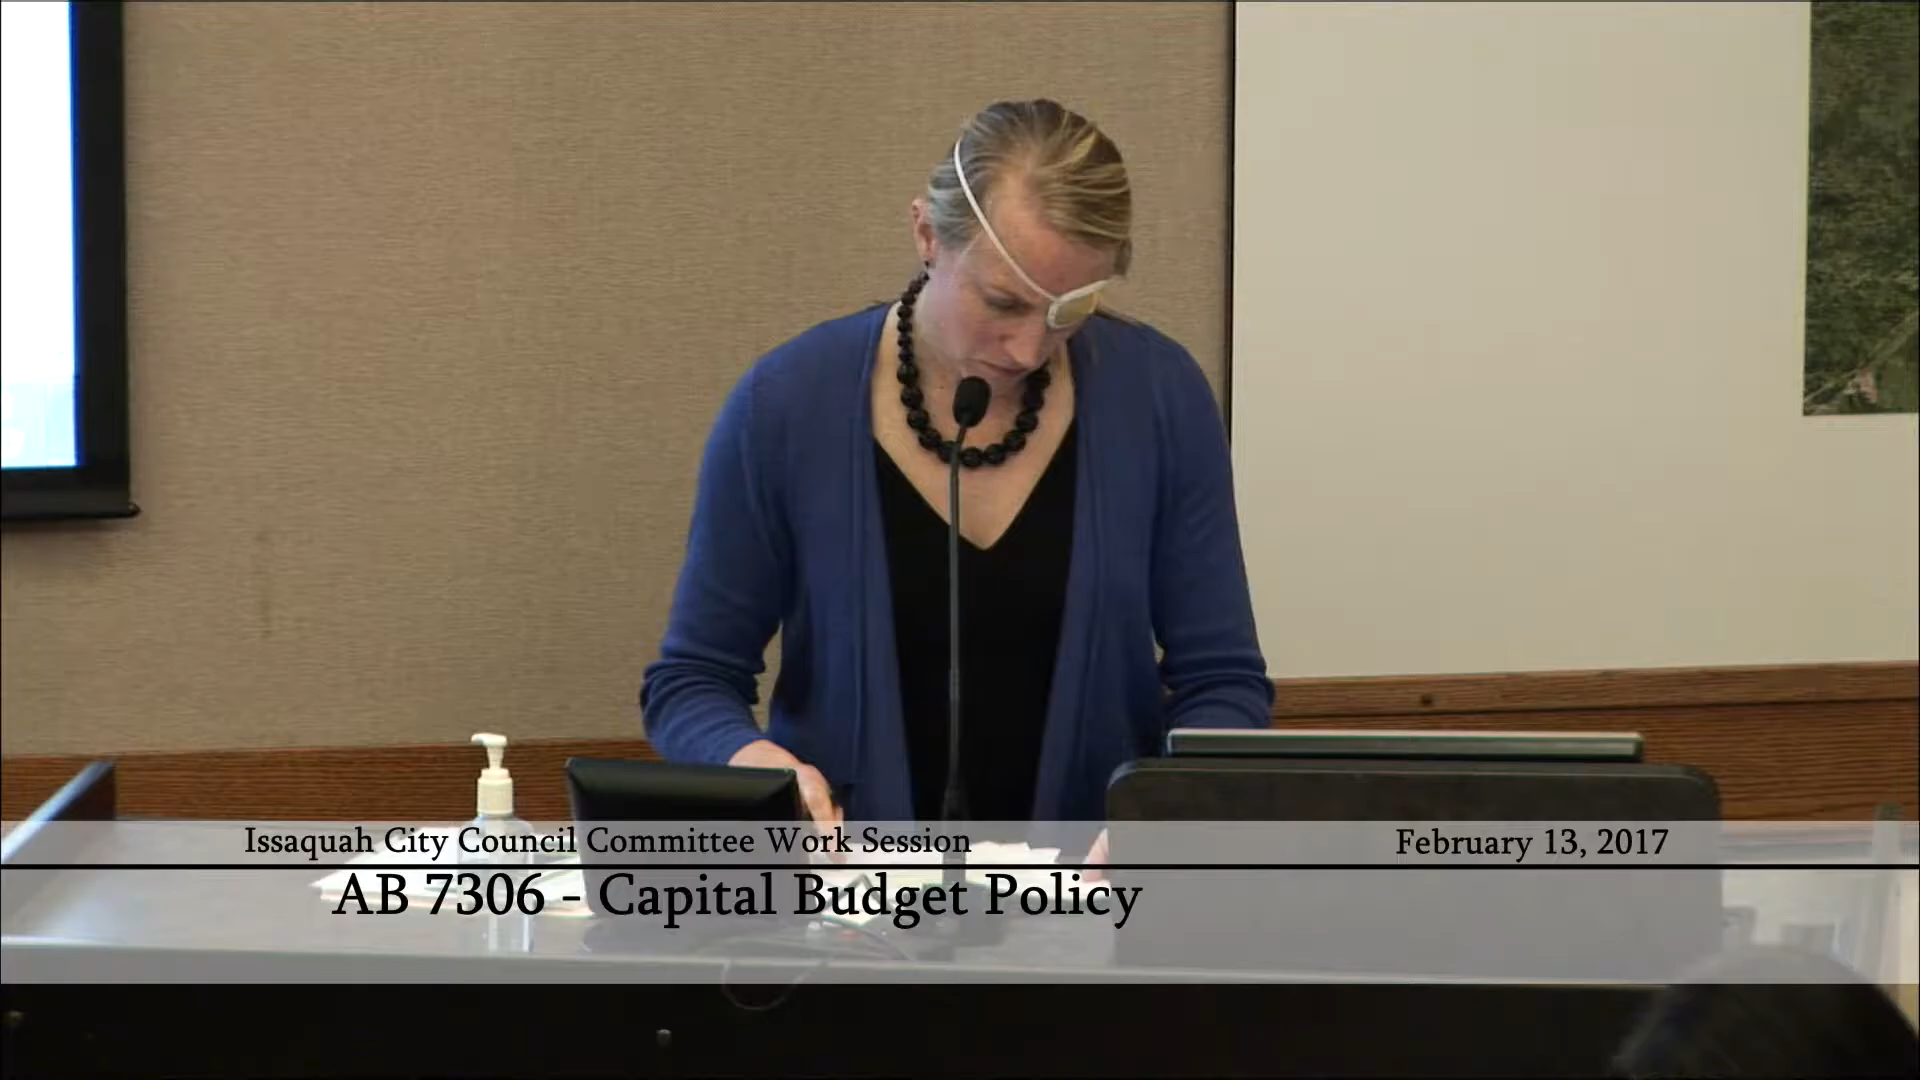 Issaquah City Council Committee Work Session
February 13, 2017
AB 7306 - Capital Budget Policy